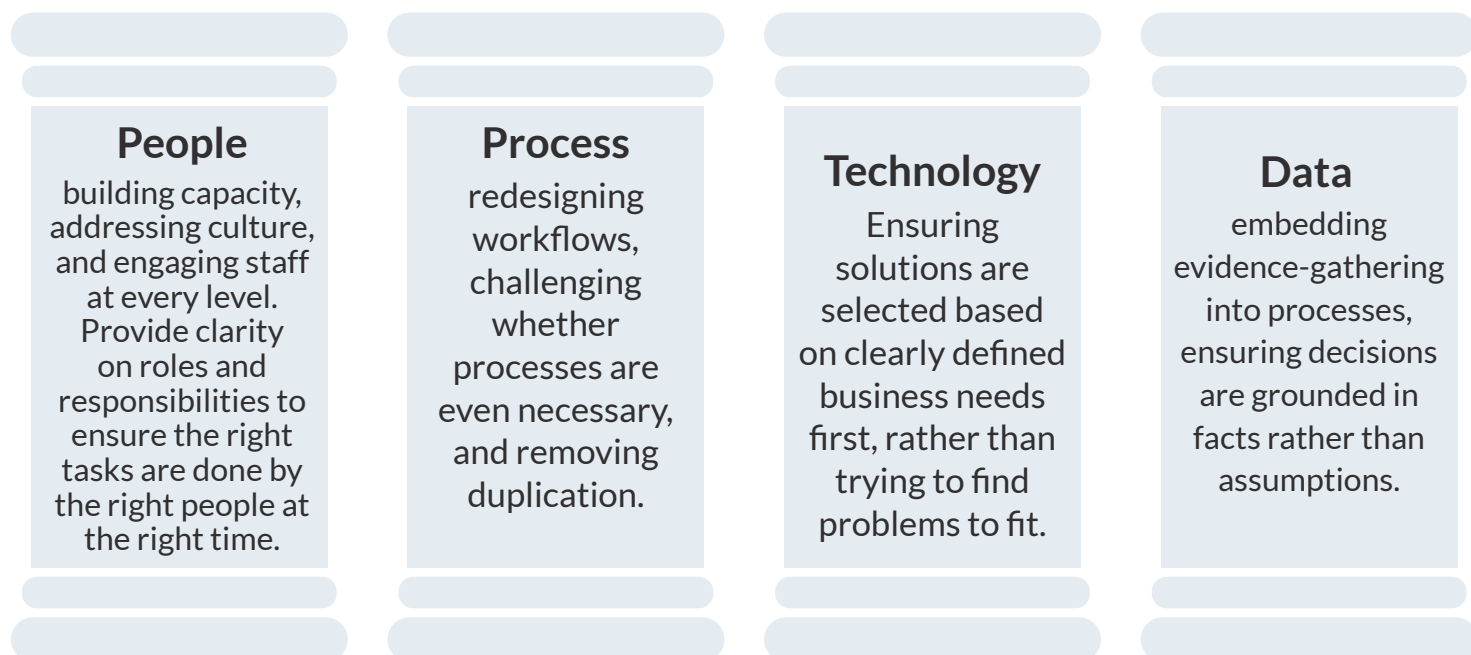 People
building capacity,
addressing culture,
and engaging staff
at every level.
Provide clarity
on roles and
responsibilities to
ensure the right
tasks are done by
the right people at
the right time.
Process
redesigning
workflows,
challenging
whether
processes are
even necessary,
and removing
duplication.
Technology
Ensuring
solutions are
selected based
on clearly defined
business needs
first, rather than
trying to find
problems to fit.
Data
embedding
evidence-gathering
into processes,
ensuring decisions
are grounded in
facts rather than
assumptions.